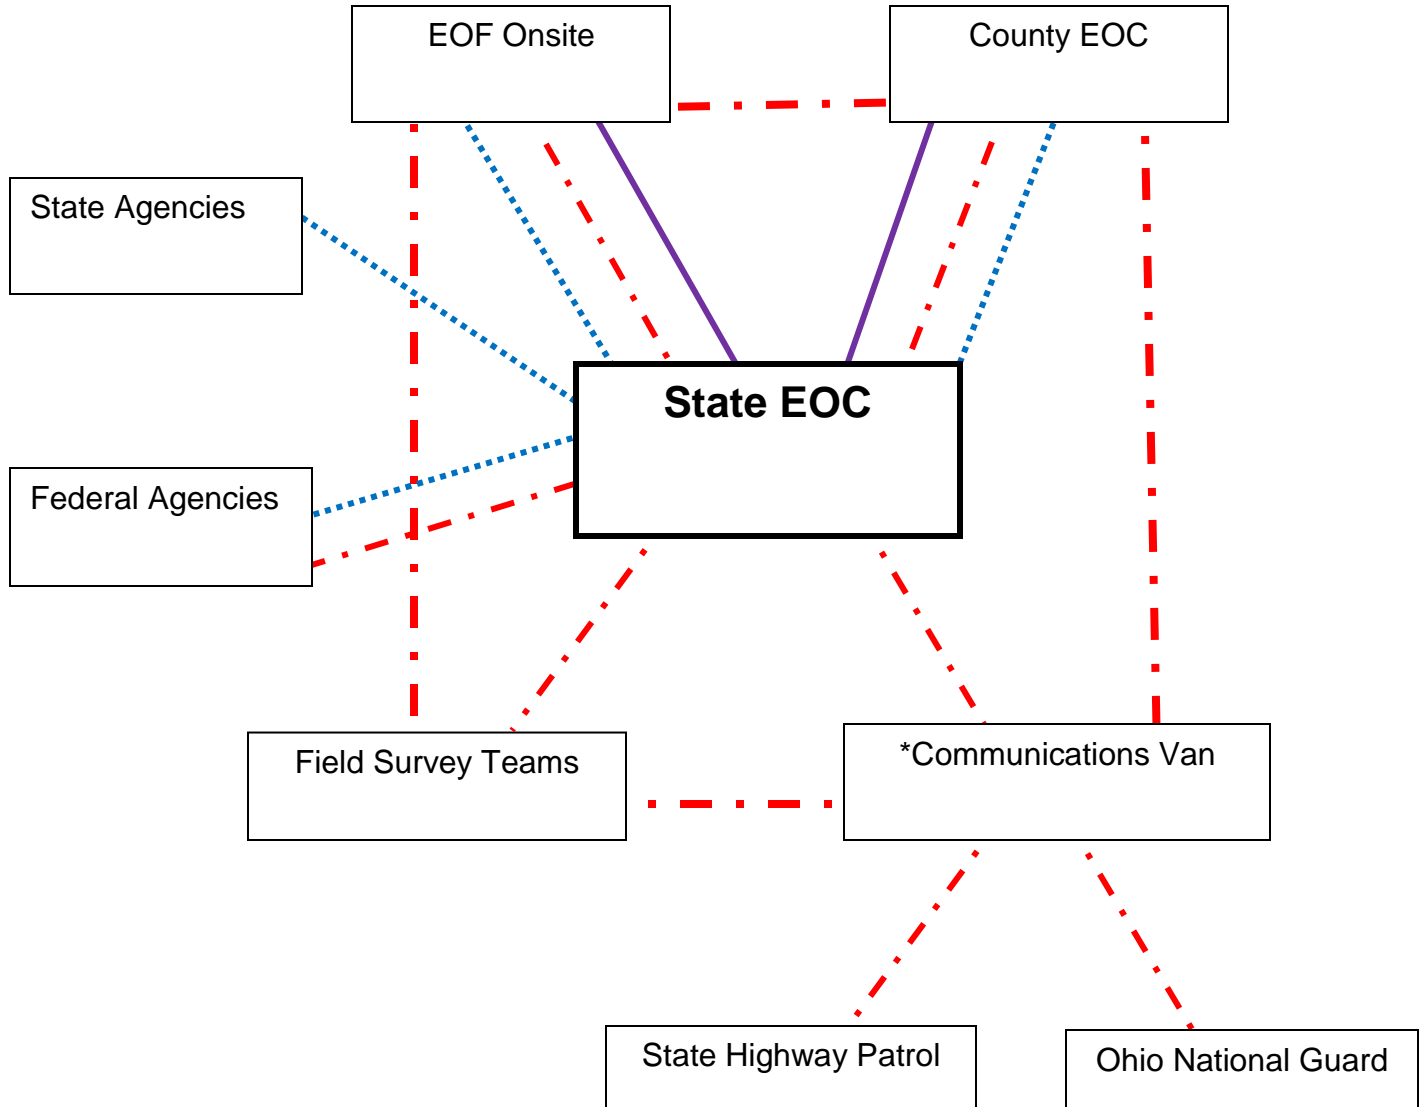 EOF Onsite
County EOC
State Agencies
State EOC
Federal Agencies
Field Survey Teams
*Communications Van
State Highway Patrol
Ohio National Guard